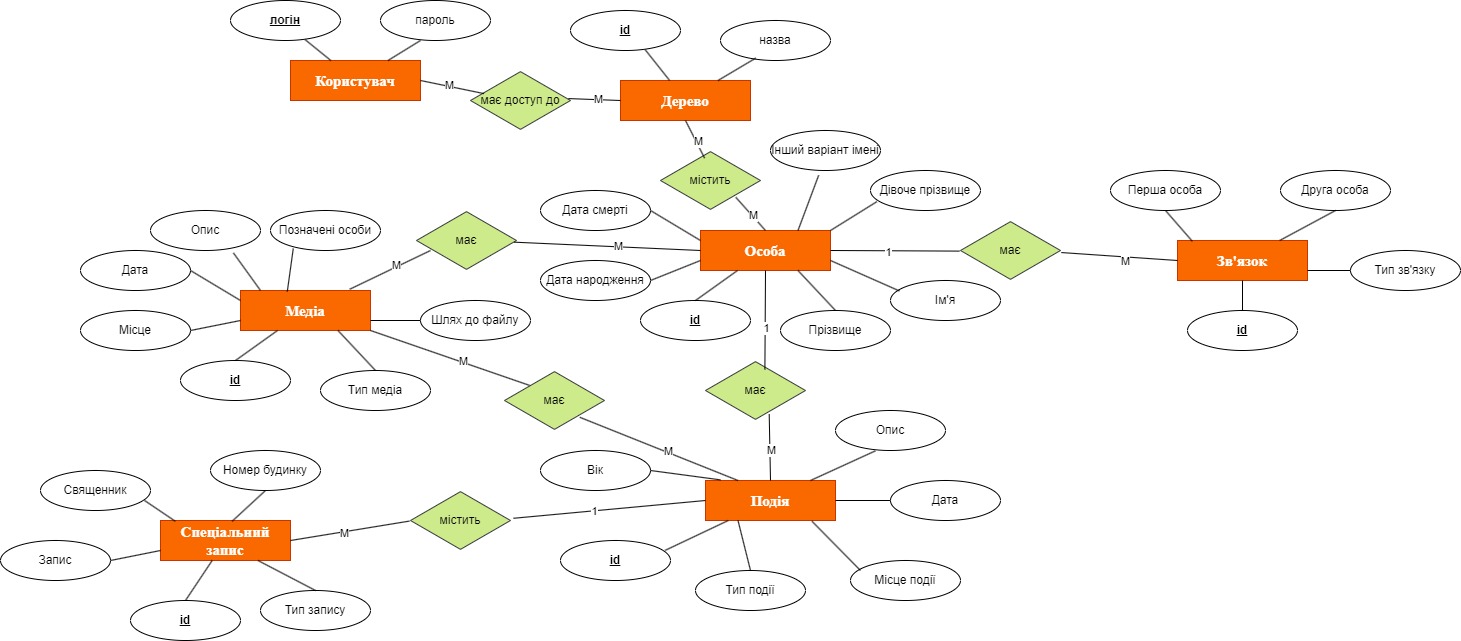 логін
пароль
id
назва
Користувач
має доступ до
М
М
Дерево
М
містить
М
Інший варіант імені
Дівоче прізвище
Дата смерті
Дата народження
Особа
id
Прізвище
Ім'я
1
має
М
Перша особа
Друга особа
Зв'язок
Тип зв'язку
id
Опис
Позначені особи
Дата
Місце
Медіа
id
Тип медіа
Шлях до файлу
М
має
М
1
має
М
М
має
М
Опис
Вік
Подія
Дата
id
Тип події
Місце події
Священник
Номер будинку
Спеціальний
запис
Запис
id
Тип запису
М
містить
1